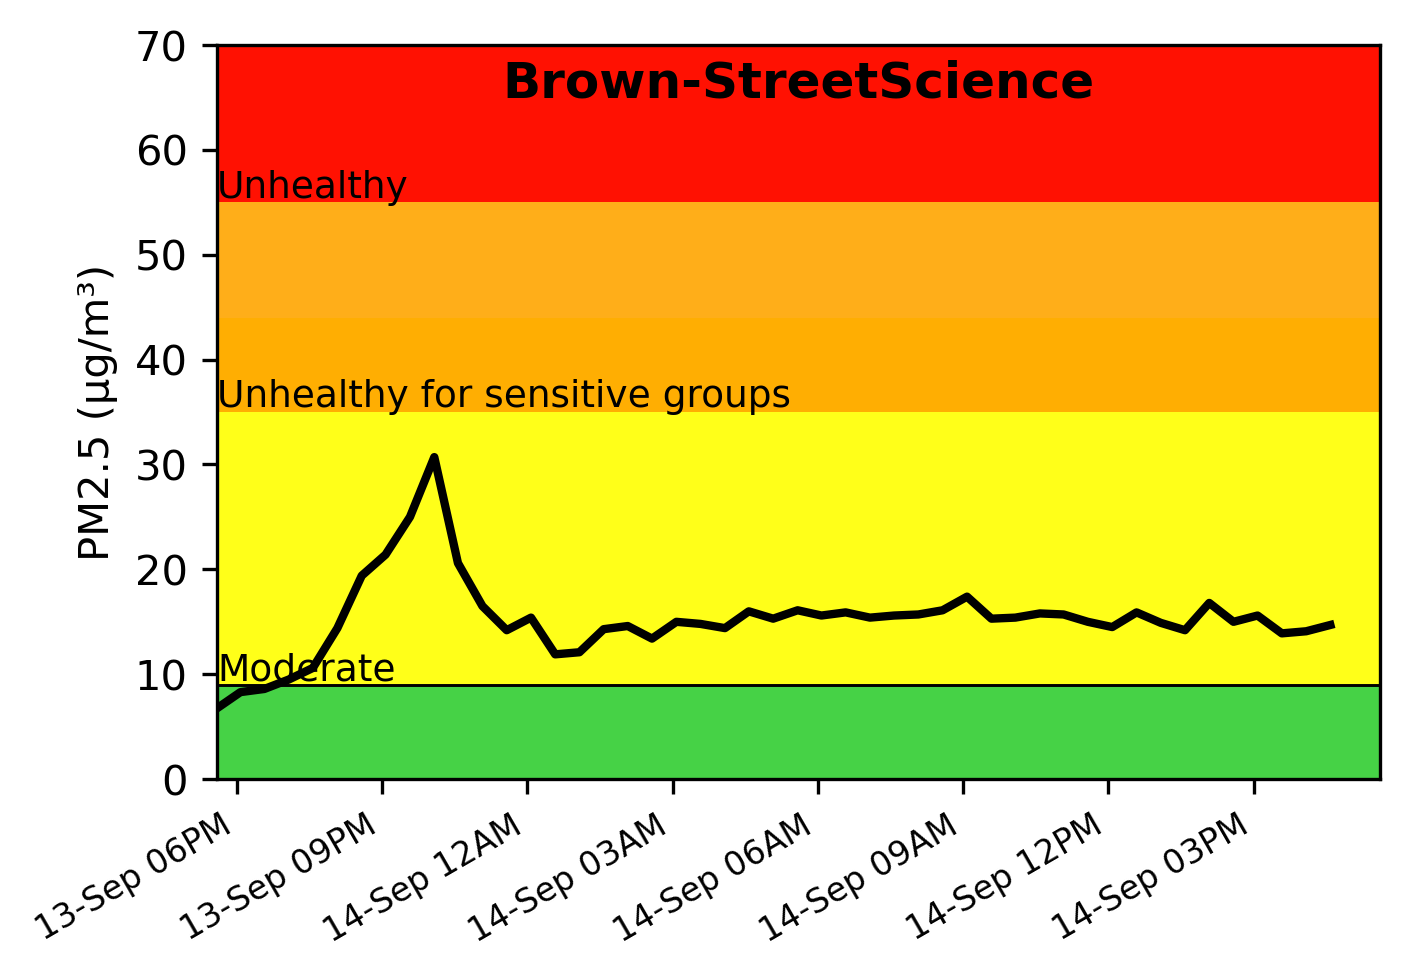 Brown-StreetScience
70
60
Unhealthy
50
40
Unhealthy for sensitive groups
30
20
10
Moderate
0
PM2.5 (µg/m³)
13-Sep 06PM
13-Sep 09PM
14-Sep 12AM
14-Sep 03AM
14-Sep 06AM
14-Sep 09AM
14-Sep 12PM
14-Sep 03PM